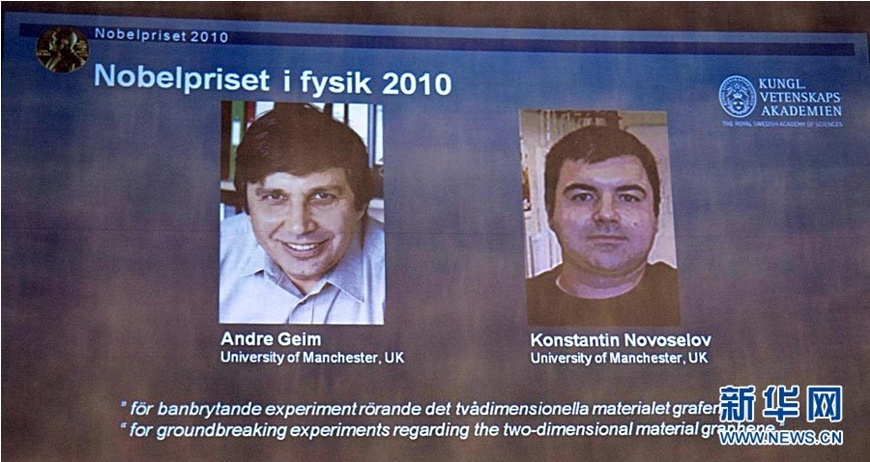 Nobelpriset 2010
Nobelpriset i fysik 2010
KUNGL.
VETENSKAPS
AKADEMIEN
THE ROYAL SWEDISH ACADEMY OF SCIENCES
Andre Geim
University of Manchester, UK
Konstantin Novoselov
University of Manchester, UK
" för banbrytande experiment rörande det tvådimensionella materialet grafen
" for groundbreaking experiments regarding the two-dimensional material graphene "
新华网
WWW.NEWS.CN